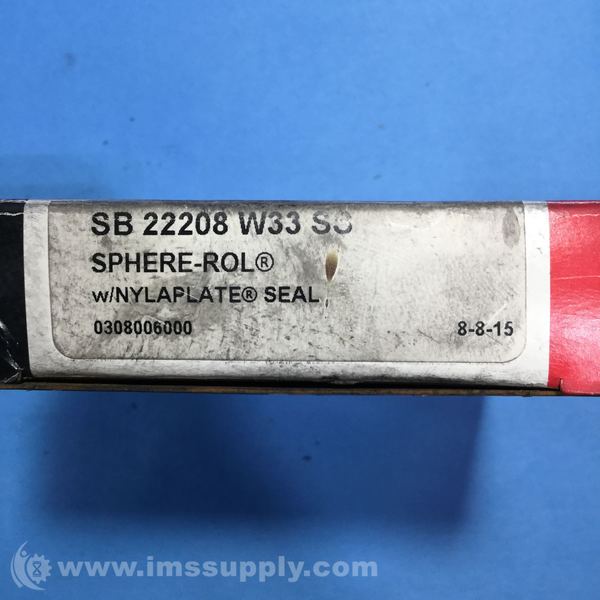 SB 22208 W33 SS
SPHERE-ROL®
w/NYLAPLATE® SEAL
0308006000 8-8-15
www.imssupply.com